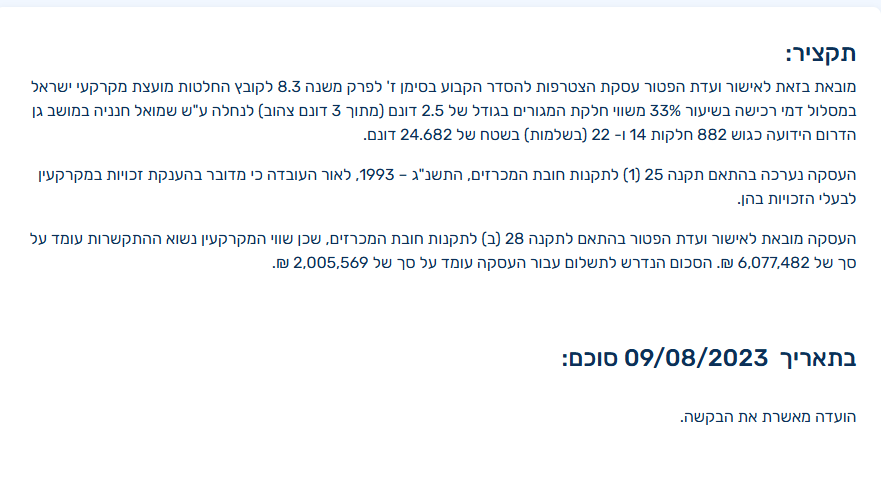 תקציר:
מובאת בזאת לאישור ועדת הפטור עסקת הצטרפות להסדר הקבוע בסימן ז' לפרק משנה 8.3 לקובץ החלטות מועצת מקרקעי ישראל
במסלול דמי רכישה בשיעור 33% משווי חלקת המגורים בגודל של 2.5 דונם (מתוך 3 דונם צהוב) לנחלה ע"ש שמואל חנניה במושב גן
הדרום הידועה כגוש 882 חלקות 14 ו- 22 (בשלמות) בשטח של 24.682 דונם.
העסקה נערכה בהתאם תקנה 25 (1) לתקנות חובת המכרזים, התשנ"ג – 1993, לאור העובדה כי מדובר בהענקת זכויות במקרקעין
לבעלי הזכויות בהן.
העסקה מובאת לאישור ועדת הפטור בהתאם לתקנה 28 (ב) לתקנות חובת המכרזים, שכן שווי המקרקעין נשוא ההתקשרות עומד על
סך של 6,077,482 ₪. הסכום הנדרש לתשלום עבור העסקה עומד על סך של 2,005,569 ₪.
בתאריך 09/08/2023 סוכם:
הועדה מאשרת את הבקשה.